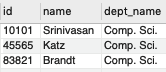 id name dept_name
10101 Srinivasan Comp. Sci.
45565 Katz Comp. Sci.
83821 Brandt Comp. Sci.